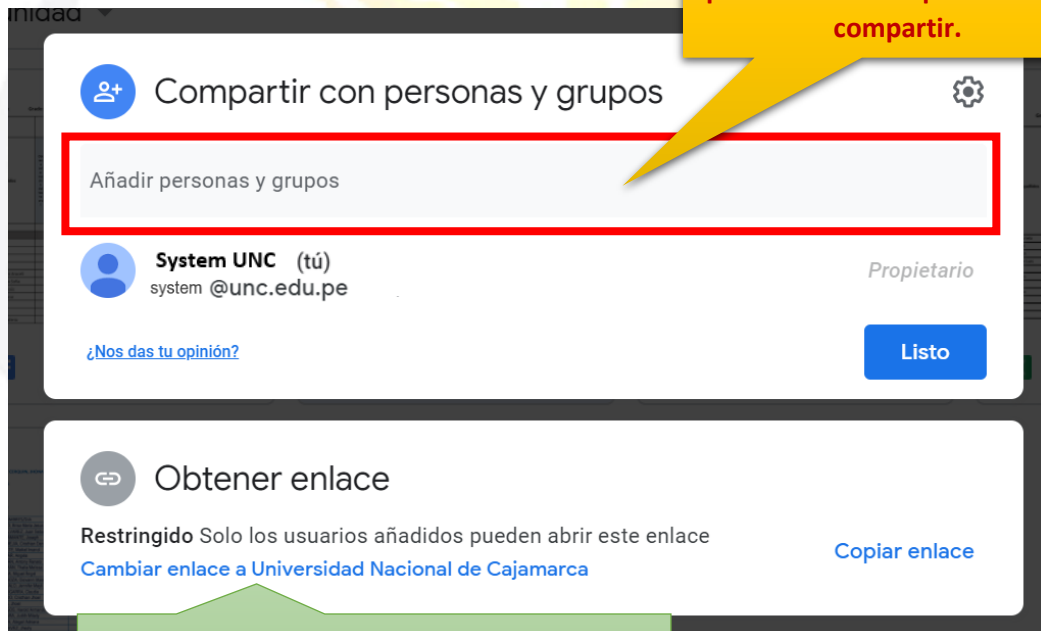 compartir.
Compartir con personas y grupos
Añadir personas y grupos
System UNC (tú)
system @unc.edu.pe
Propietario
¿Nos das tu opinión?
Listo
Obtener enlace
Restringido Solo los usuarios añadidos pueden abrir este enlace
Cambiar enlace a Universidad Nacional de Cajamarca
Copiar enlace